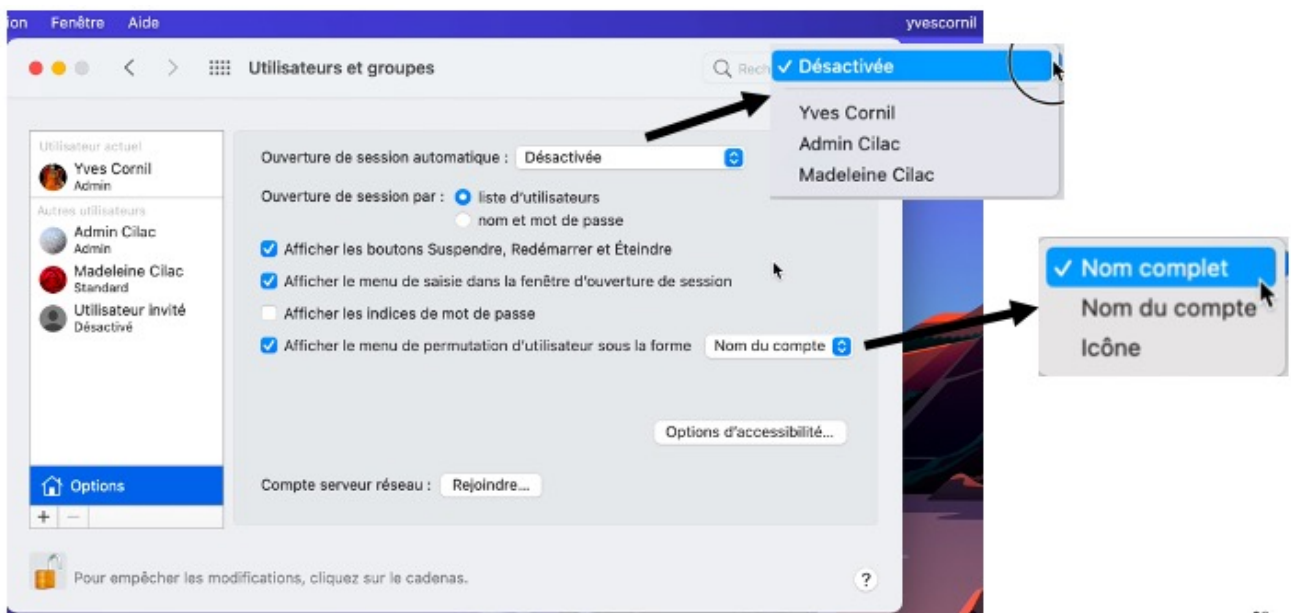 Fenêtre Aide
yvescornil
Utilisateurs et groupes
Rech
✓ Désactivée
Yves Cornil
Admin Cilac
Madeleine Cilac
Utilisateur actuel
Yves Cornil
Admin
Autres utilisateurs
Admin Cilac
Admin
Madeleine Cilac
Standard
Utilisateur invité
Désactivé
Options
+ −
Ouverture de session automatique : Désactivée
Ouverture de session par : liste d'utilisateurs
nom et mot de passe
Afficher les boutons Suspendre, Redémarrer et Éteindre
Afficher le menu de saisie dans la fenêtre d'ouverture de session
Afficher les indices de mot de passe
Afficher le menu de permutation d'utilisateur sous la forme Nom du compte
✓ Nom complet
Nom du compte
Icône
Options d'accessibilité...
Compte serveur réseau : Rejoindre...
Pour empêcher les modifications, cliquez sur le cadenas.
?